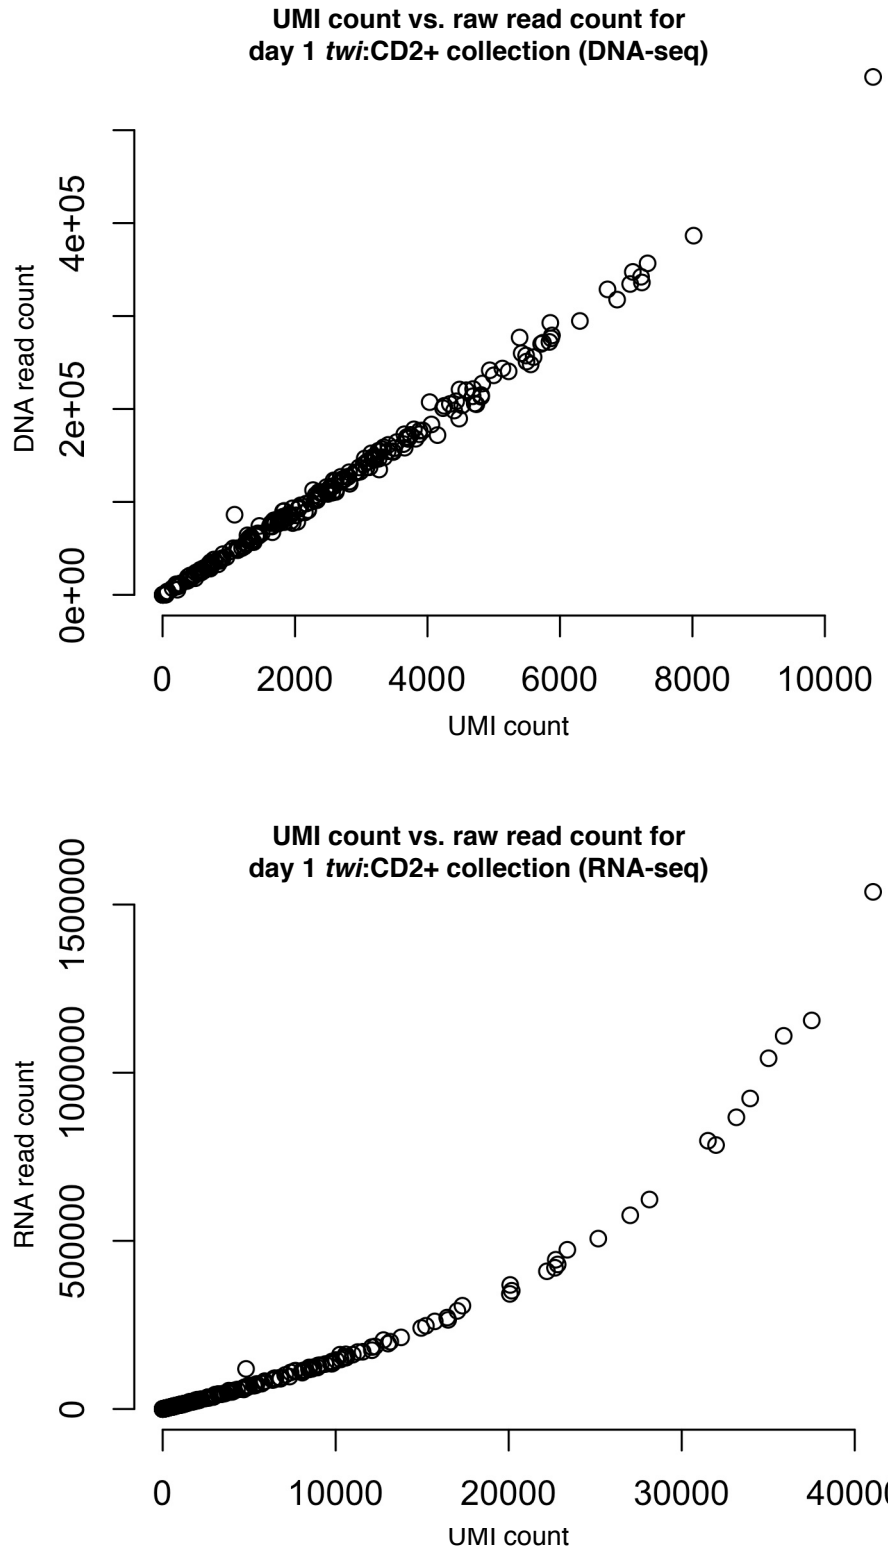 UMI count vs. raw read count for
day 1 twi:CD2+ collection (DNA-seq)
DNA read count
4e+05
2e+05
0e+00
0 2000 4000 6000 8000 10000
UMI count
UMI count vs. raw read count for
day 1 twi:CD2+ collection (RNA-seq)
RNA read count
1500000
1000000
500000
0
0 10000 20000 30000 40000
UMI count